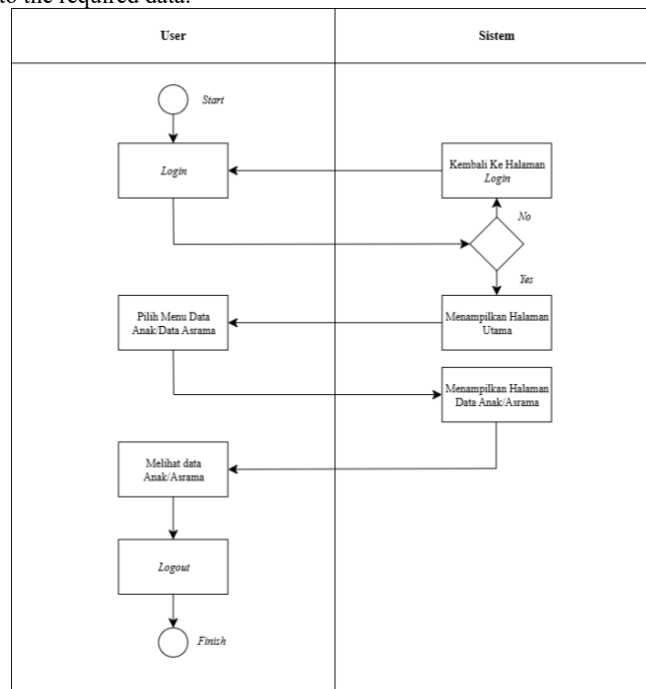 to the required data.
User
Sistem
Start
Login
Kembali Ke Halaman
Login
No
Yes
Pilih Menu Data
Anak/Data Asrama
Menampilkan Halaman
Utama
Menampilkan Halaman
Data Anak/Asrama
Melihat data
Anak/Asrama
Logout
Finish